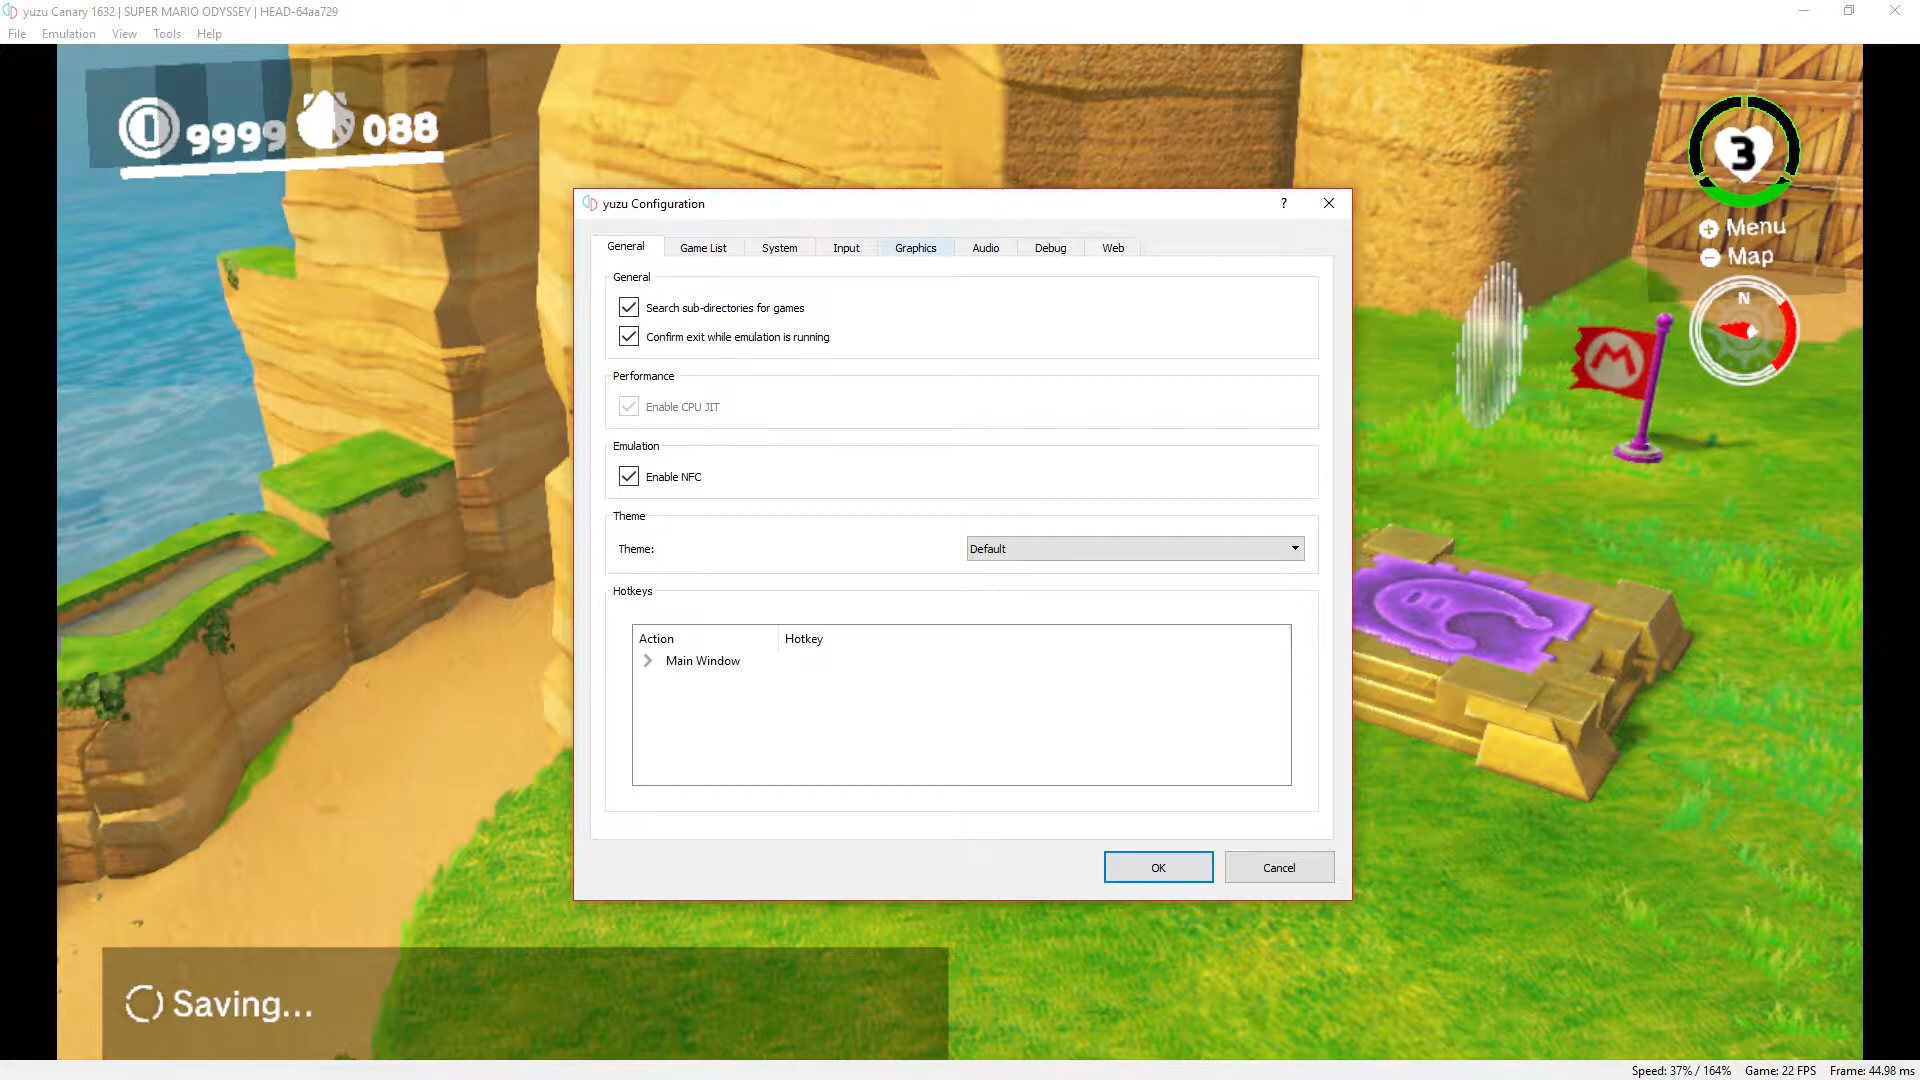 yuzu Canary 1632 | SUPER MARIO ODYSSEY | HEAD-64aa729
File Emulation View Tools Help
9999 088
3
Menu
Map
N
yuzu Configuration
?
General Game List System Input Graphics Audio Debug Web
General
Search sub-directories for games
Confirm exit while emulation is running
Performance
Enable CPU JIT
Emulation
Enable NFC
Theme
Theme: Default
Hotkeys
Action Hotkey
Main Window
OK Cancel
M
Saving...
Speed: 37% / 164% Game: 22 FPS Frame: 44.98 ms